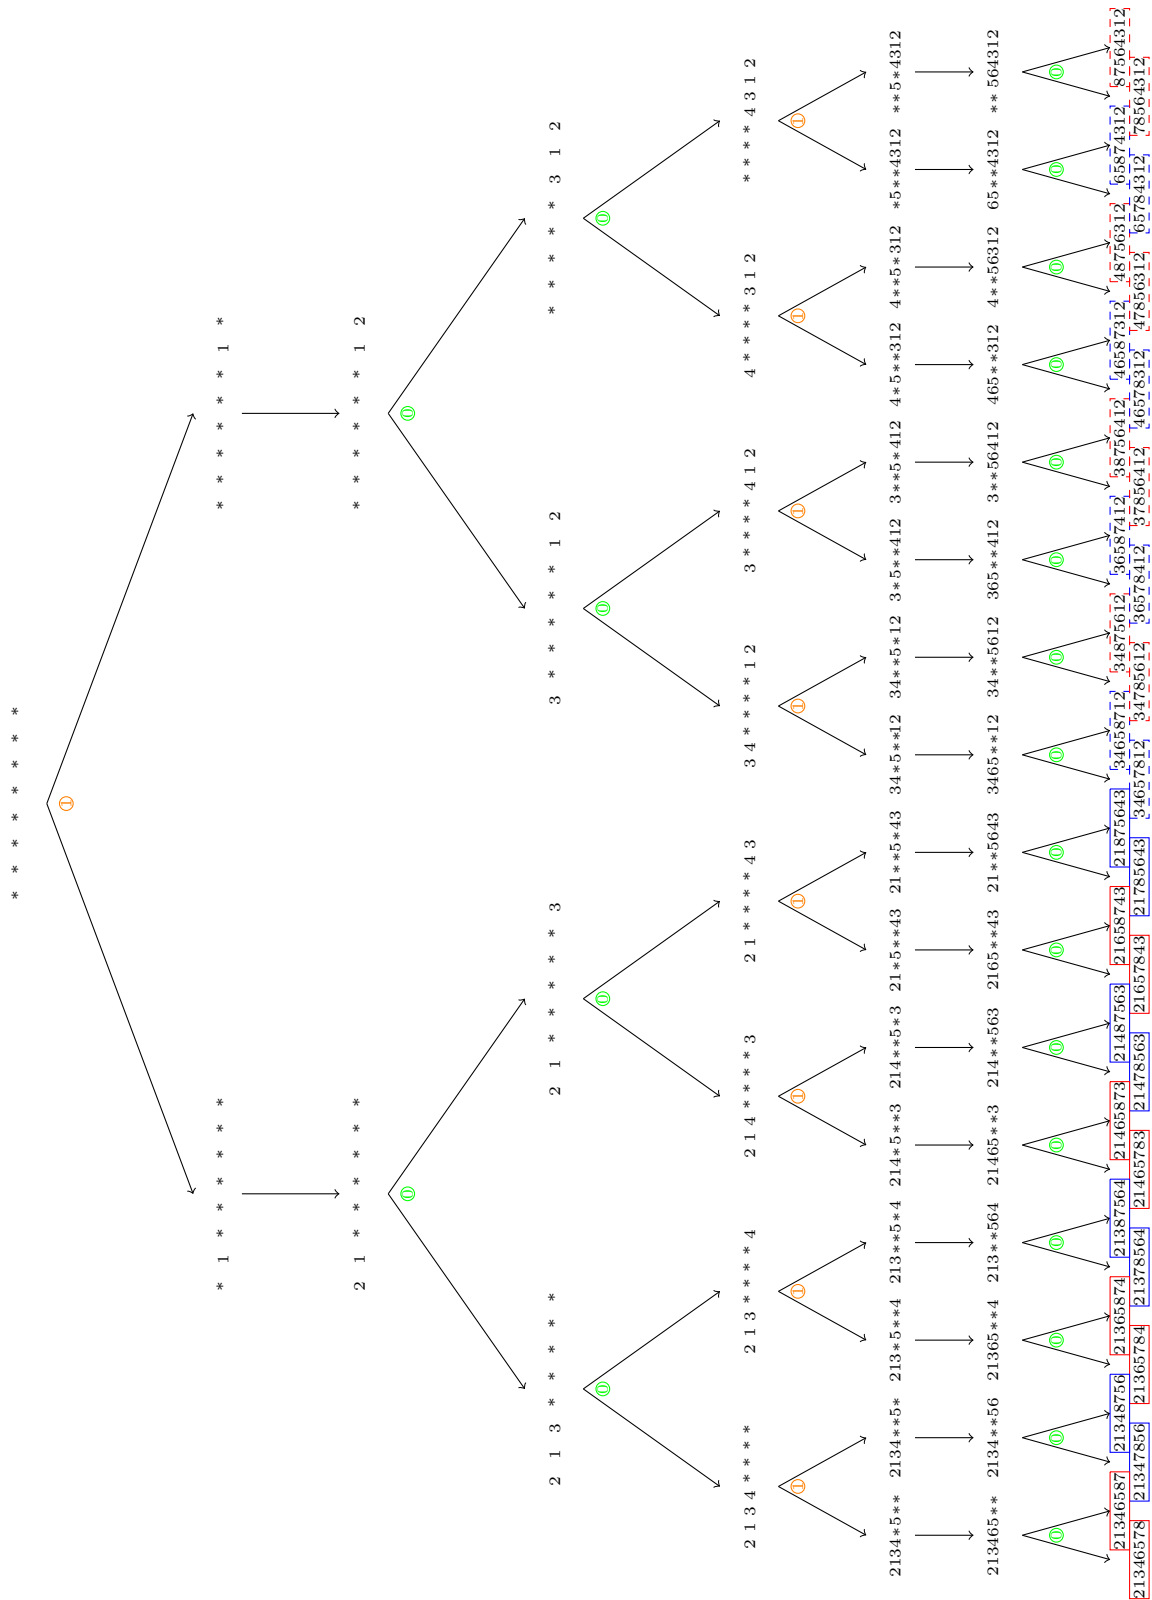 * * * * * * * *
①
* 1 * * * * * *
* * * * * * 1 *
2 1 * * * * * *
* * * * * * 1 2
⓪ ⓪
2 1 3 * * * * *
2 1 * * * * * 3
3 * * * * * 1 2
* * * * * 3 1 2
⓪ ⓪ ⓪ ⓪
2 1 3 4 * * * *
2 1 3 * * * * 4
2 1 4 * * * * 3
2 1 * * * * 4 3
3 4 * * * * 1 2
3 * * * * 4 1 2
4 * * * * 3 1 2
* * * * 4 3 1 2
① ① ① ① ① ① ① ①
2134*5** 2134**5* 213*5**4 213**5*4 214*5**3 214**5*3 21*5**43 21**5*43 34*5**12 34**5*12 3*5**412 3**5*412 4*5**312 4**5*312 *5**4312 **5*4312
213465** 2134**56 21365**4 213**564 21465**3 214**563 2165**43 21**5643 3465**12 34**5612 365**412 3**56412 465**312 4**56312 65**4312 **564312
⓪ ⓪ ⓪ ⓪ ⓪ ⓪ ⓪ ⓪ ⓪ ⓪ ⓪ ⓪ ⓪ ⓪ ⓪ ⓪
21346587 21348756 21365874 21387564 21465873 21487563 21658743 21875643 34658712 34875612 36587412 38756412 46587312 48756312 65874312 87564312
21346578 21347856 21365784 21378564 21465783 21478563 21657843 21785643 34657812 34785612 36578412 37856412 46578312 47856312 65784312 78564312